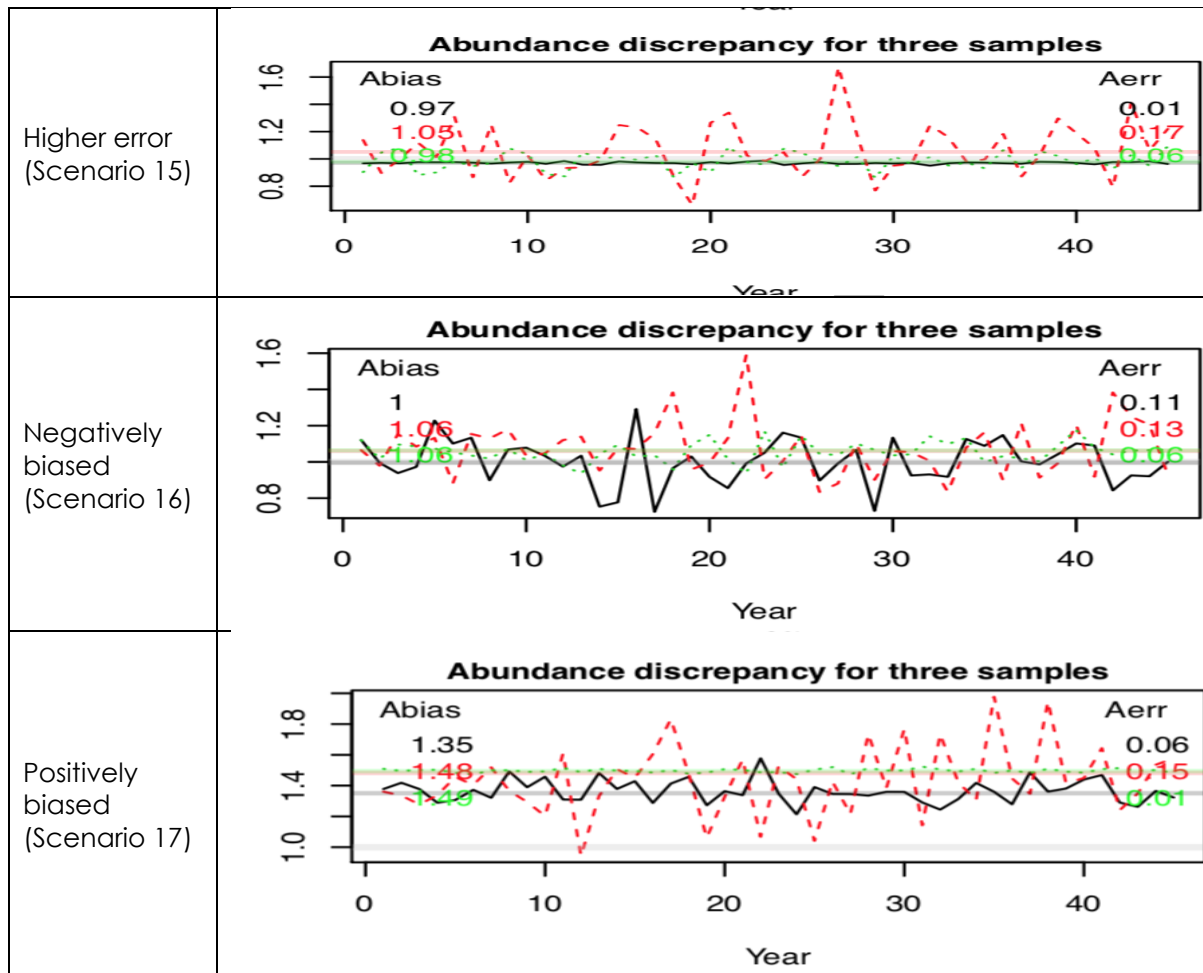 Higher error
(Scenario 15)
Abundance discrepancy for three samples
1.6
1.2
0.8
Abias
0.97
1.05
0.98
Aerr
0.01
0.17
0.06
0 10 20 30 40
Year
Negatively
biased
(Scenario 16)
Abundance discrepancy for three samples
1.6
1.2
0.8
Abias
1
1.06
Aerr
0.11
0.13
0.06
0 10 20 30 40
Year
Positively
biased
(Scenario 17)
Abundance discrepancy for three samples
1.8
1.4
1.0
Abias
1.35
1.48
1.49
Aerr
0.06
0.15
0.01
0 10 20 30 40
Year